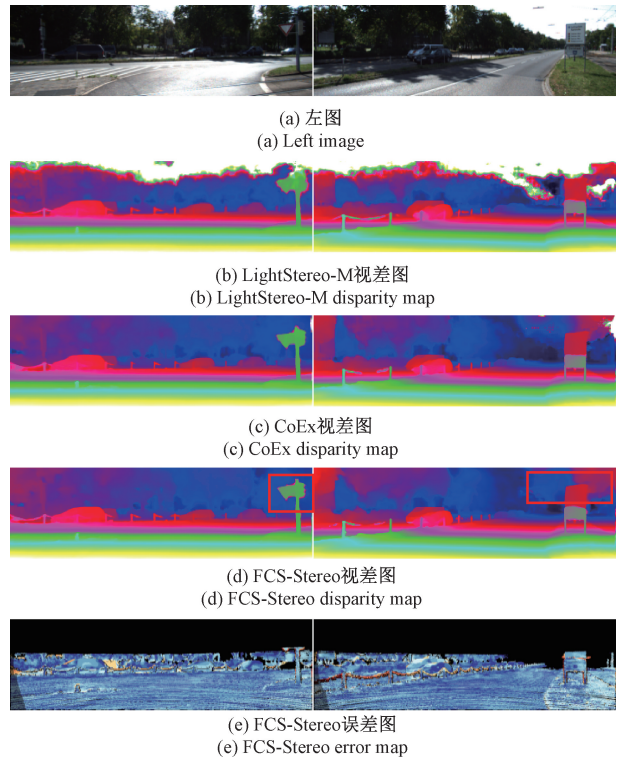 (a) 左图
(a) Left image
(b) LightStereo-M视差图
(b) LightStereo-M disparity map
(c) CoEx视差图
(c) CoEx disparity map
(d) FCS-Stereo视差图
(d) FCS-Stereo disparity map
(e) FCS-Stereo误差图
(e) FCS-Stereo error map